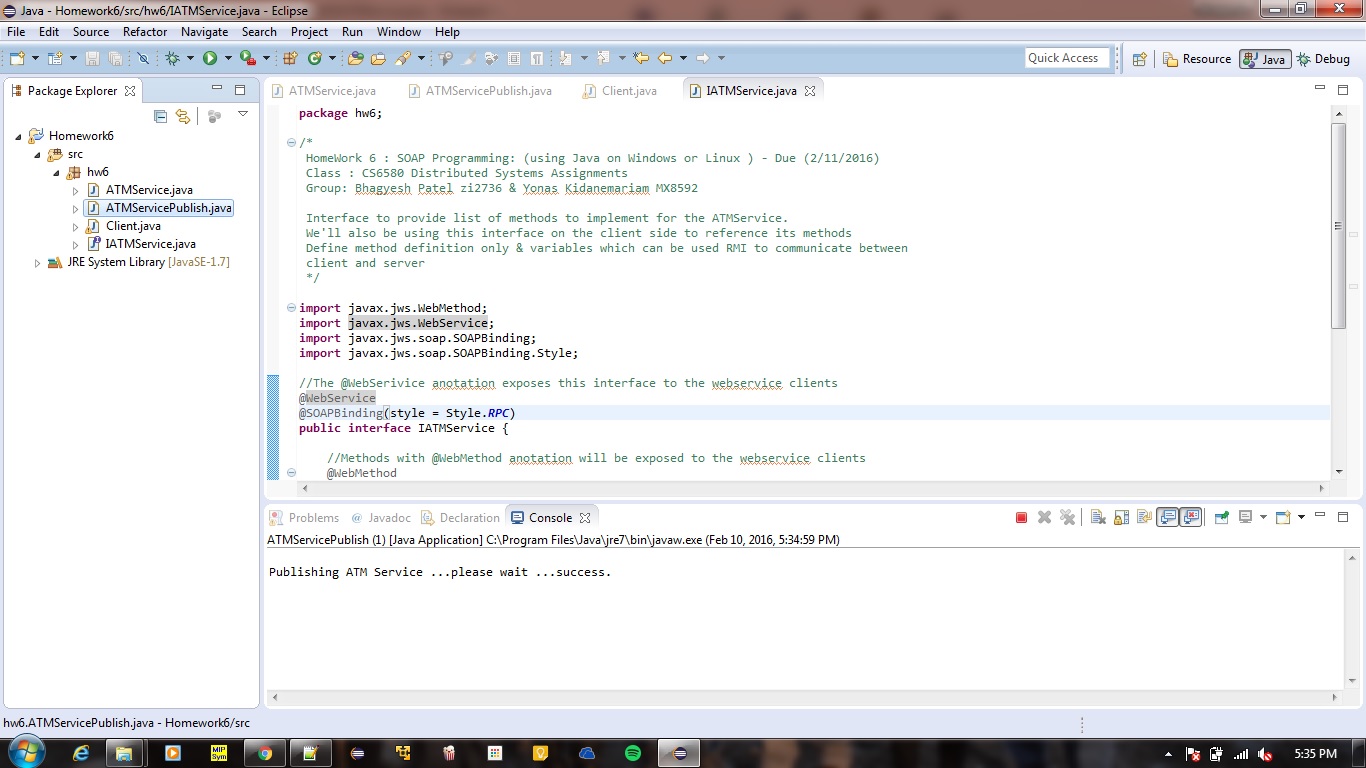 Java - Homework6/src/hw6/IATMService.java - Eclipse
File Edit Source Refactor Navigate Search Project Run Window Help
Quick Access
Resource
Java
Debug
Package Explorer
Homework6
src
hw6
ATMService.java
ATMServicePublish.java
Client.java
IATMService.java
JRE System Library [JavaSE-1.7]
ATMService.java ATMServicePublish.java Client.java IATMService.java
package hw6;
/*
HomeWork 6 : SOAP Programming: (using Java on Windows or Linux ) - Due (2/11/2016)
Class : CS6580 Distributed Systems Assignments
Group: Bhagyesh Patel zi2736 & Yonas Kidanemariam MX8592
Interface to provide list of methods to implement for the ATMService.
We'll also be using this interface on the client side to reference its methods
Define method definition only & variables which can be used RMI to communicate between
client and server
*/
import javax.jws.WebMethod;
import javax.jws.WebService;
import javax.jws.soap.SOAPBinding;
import javax.jws.soap.SOAPBinding.Style;
//The @WebSerivice anotation exposes this interface to the webservice clients
@WebService
@SOAPBinding(style = Style.RPC)
public interface IATMService {
//Methods with @WebMethod anotation will be exposed to the webservice clients
@WebMethod
Problems @ Javadoc Declaration Console
ATMServicePublish (1) [Java Application] C:\Program Files\Java\jre7\bin\javaw.exe (Feb 10, 2016, 5:34:59 PM)
Publishing ATM Service ...please wait ...success.
hw6.ATMServicePublish.java - Homework6/src
MIP
Sym
5:35 PM